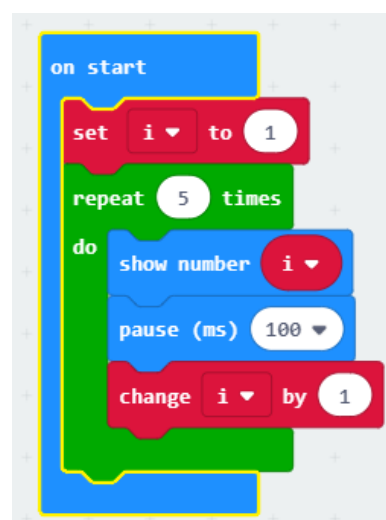 on start
set i to 1
repeat 5 times
do
show number i
pause (ms) 100
change i by 1